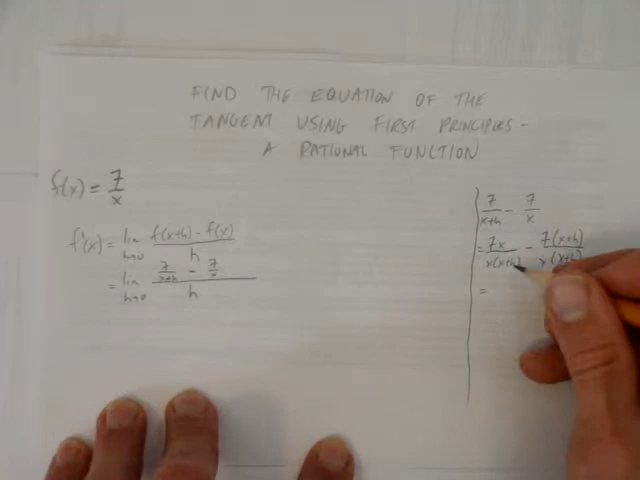 FIND THE EQUATION OF THE
TANGENT USING FIRST PRINCIPLES -
A RATIONAL FUNCTION
f(x) = 7/x
f'(x) = lim h→0 (f(x+h) - f(x))/h
= lim h→0 (7/(x+h) - 7/x)/h
7/(x+h) - 7/x
= 7x/(x(x+h)) - 7(x+h)/(x(x+h))
=